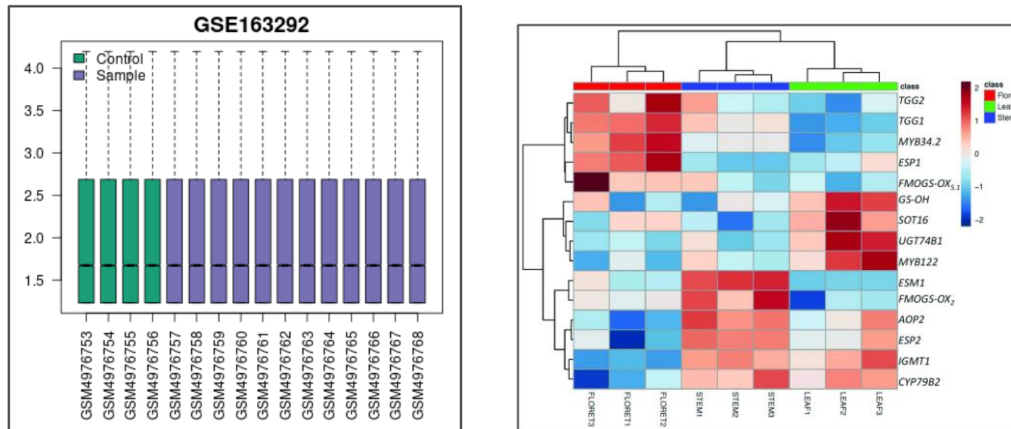 GSE163292
Control
Sample
4.0
3.5
3.0
2.5
2.0
1.5
GSM4976753
GSM4976754
GSM4976755
GSM4976756
GSM4976757
GSM4976758
GSM4976759
GSM4976760
GSM4976761
GSM4976762
GSM4976763
GSM4976764
GSM4976765
GSM4976766
GSM4976767
GSM4976768
class
TGG2
TGG1
MYB34.2
ESP1
FMOGS-OX5.1
GS-OH
SOT16
UGT74B1
MYB122
ESM1
FMOGS-OX2
AOP2
ESP2
IGMT1
CYP79B2
FLORET3
FLORET1
FLORET2
STEM1
STEM2
STEM3
LEAF1
LEAF2
LEAF3
class
Flor
Lea
Ste
2
1
0
-1
-2